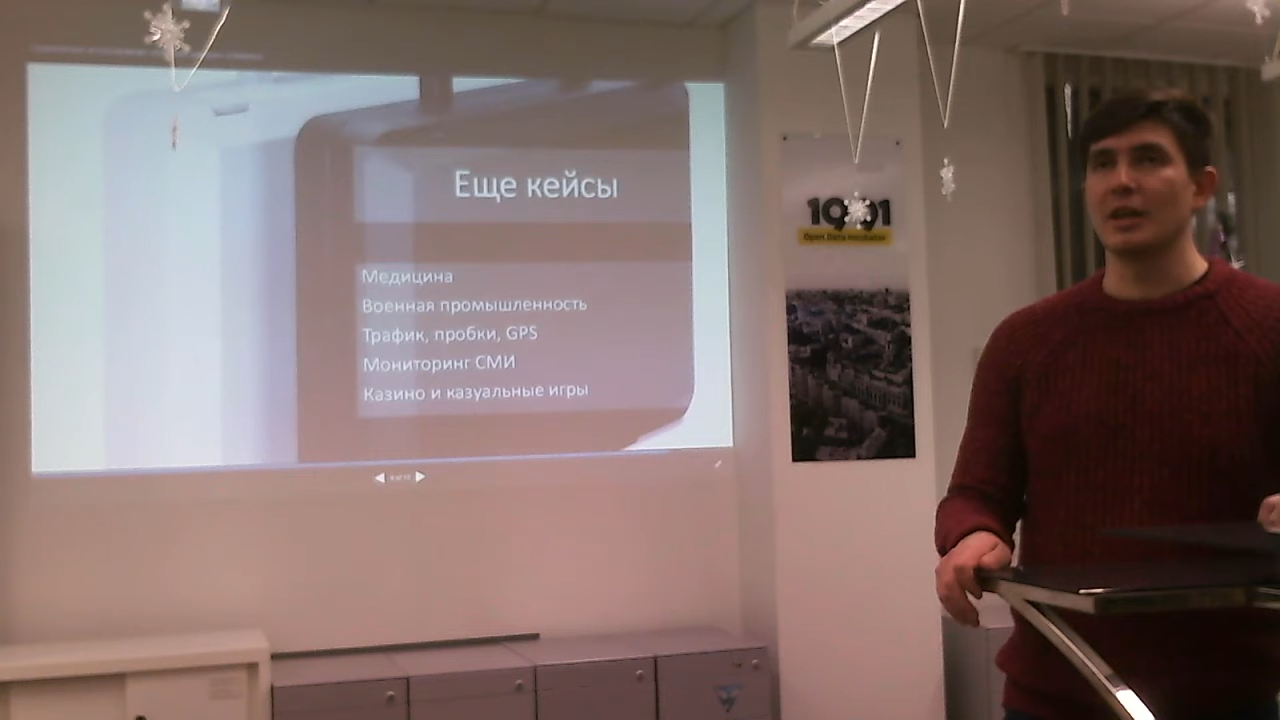 Еще кейсы
Медицина
Военная промышленность
Трафик, пробки, GPS
Мониторинг СМИ
Казино и казуальные игры
1991
Open Data Incubator